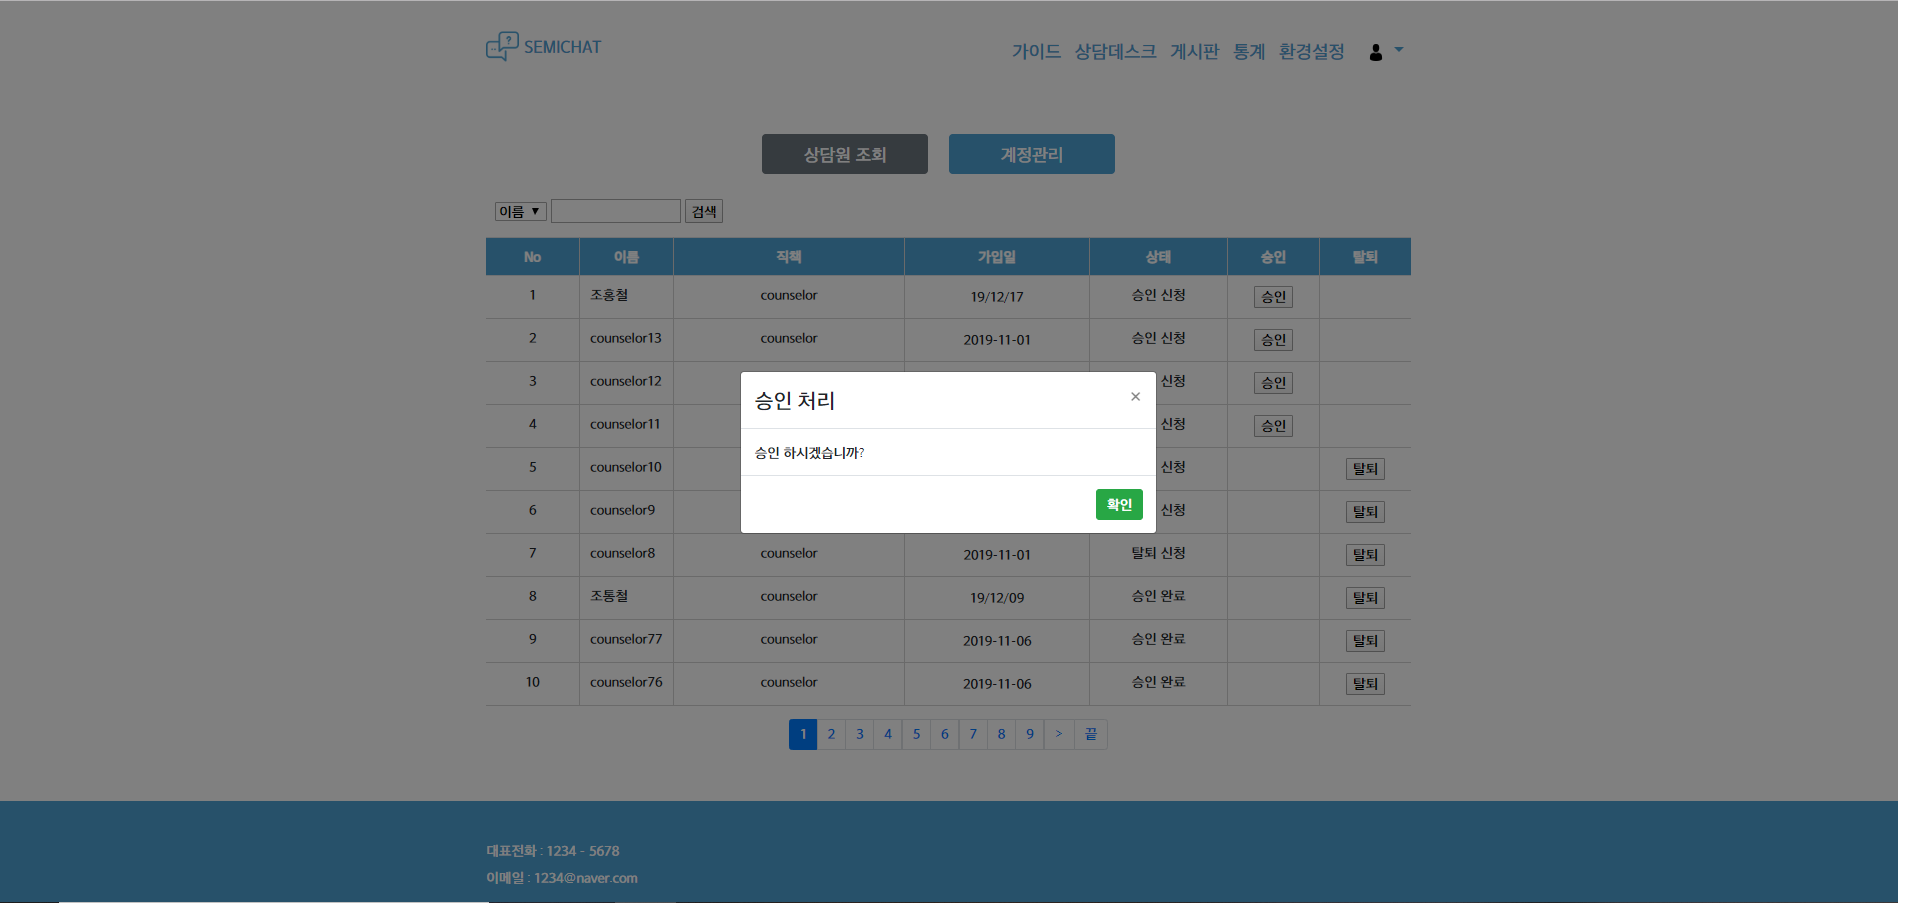 SEMICHAT
가이드 상담데스크 게시판 통계 환경설정
상담원 조회 계정관리
이름 ▼ 검색
No 이름 직책 가입일 상태 승인 탈퇴
1 조홍철 counselor 19/12/17 승인 신청 승인
2 counselor13 counselor 2019-11-01 승인 신청 승인
3 counselor12 신청 승인
4 counselor11 신청 승인
5 counselor10 신청 탈퇴
6 counselor9 신청 탈퇴
승인 처리 ×
승인 하시겠습니까?
확인
7 counselor8 counselor 2019-11-01 탈퇴 신청 탈퇴
8 조통철 counselor 19/12/09 승인 완료 탈퇴
9 counselor77 counselor 2019-11-06 승인 완료 탈퇴
10 counselor76 counselor 2019-11-06 승인 완료 탈퇴
1 2 3 4 5 6 7 8 9 > 끝
대표전화 : 1234 - 5678
이메일 : 1234@naver.com